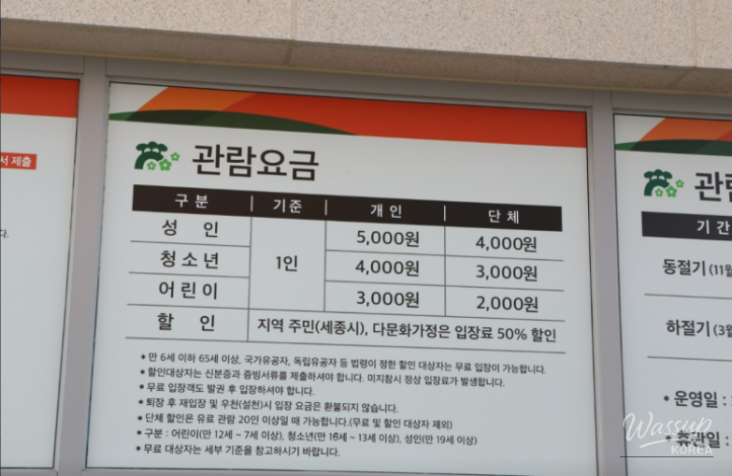 서 제출
다.
관람요금
구분 기준 개인 단체
성 인 1인 5,000원 4,000원
청소년 4,000원 3,000원
어린이 3,000원 2,000원
할 인 지역 주민(세종시), 다문화가정은 입장료 50% 할인
* 만 6세 이하 65세 이상, 국가유공자, 독립유공자 등 법령이 정한 할인 대상자는 무료 입장이 가능합니다.
* 할인대상자는 신분증과 증빙서류를 제출하셔야 합니다. 미지참시 정상 입장료가 발생합니다.
* 무료 입장객도 발권 후 입장하셔야 합니다.
* 퇴장 후 재입장 및 우천(설천)시 입장 요금은 환불되지 않습니다.
* 단체 할인은 유료 관람 20인 이상일 때 가능합니다.(무료 및 할인 대상자 제외)
* 구분 : 어린이(만 12세 ~ 7세 이상), 청소년(만 18세 ~ 13세 이상), 성인(만 19세 이상)
* 무료 대상자는 세부 기준을 참고하시기 바랍니다.
관
기 간
동절기 (11월
하절기 (3월
* 운영일 :
* 휴관일 :
Wassup
KOREA